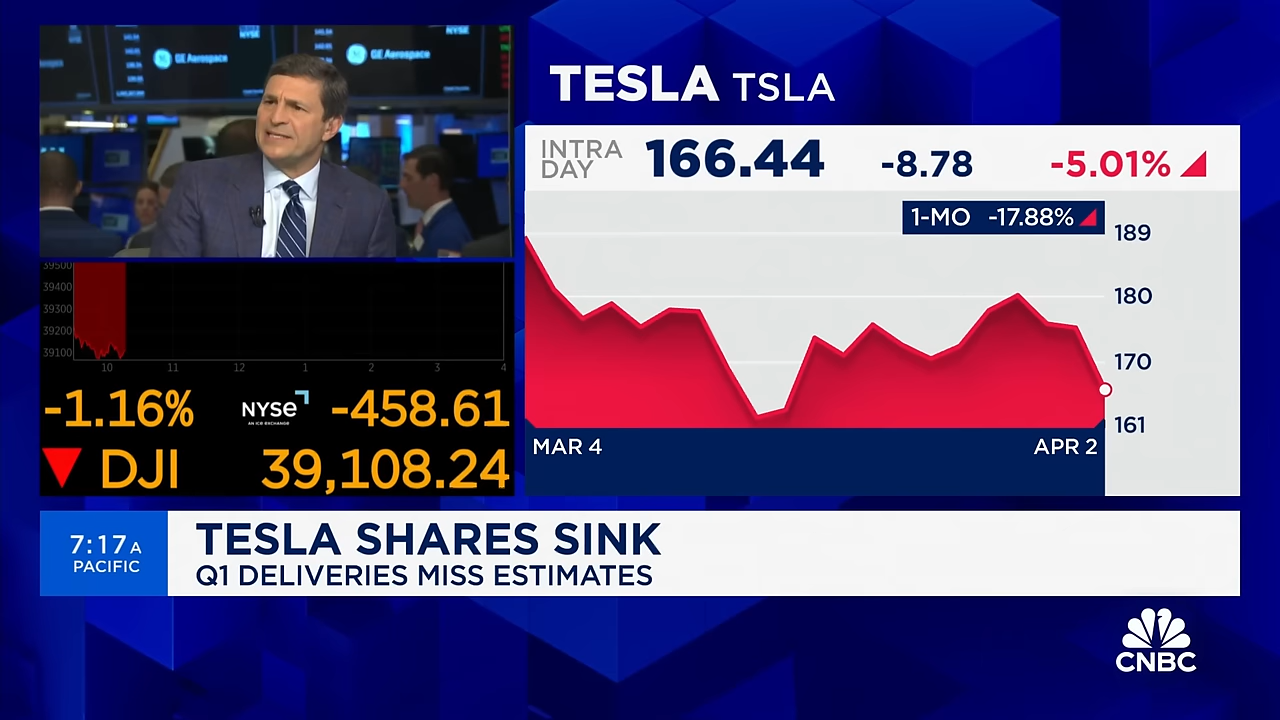 NYSE
GE Aerospace
GE Aerospace
TESLA TSLA
INTRA DAY 166.44 -8.78 -5.01%
1-MO -17.88%
189
180
170
161
MAR 4 APR 2
39500
39400
39300
39200
39100
10 11 12 1 2 3 4
-1.16% NYSE -458.61
AN ICE EXCHANGE
DJI 39,108.24
7:17 A
PACIFIC
TESLA SHARES SINK
Q1 DELIVERIES MISS ESTIMATES
CNBC